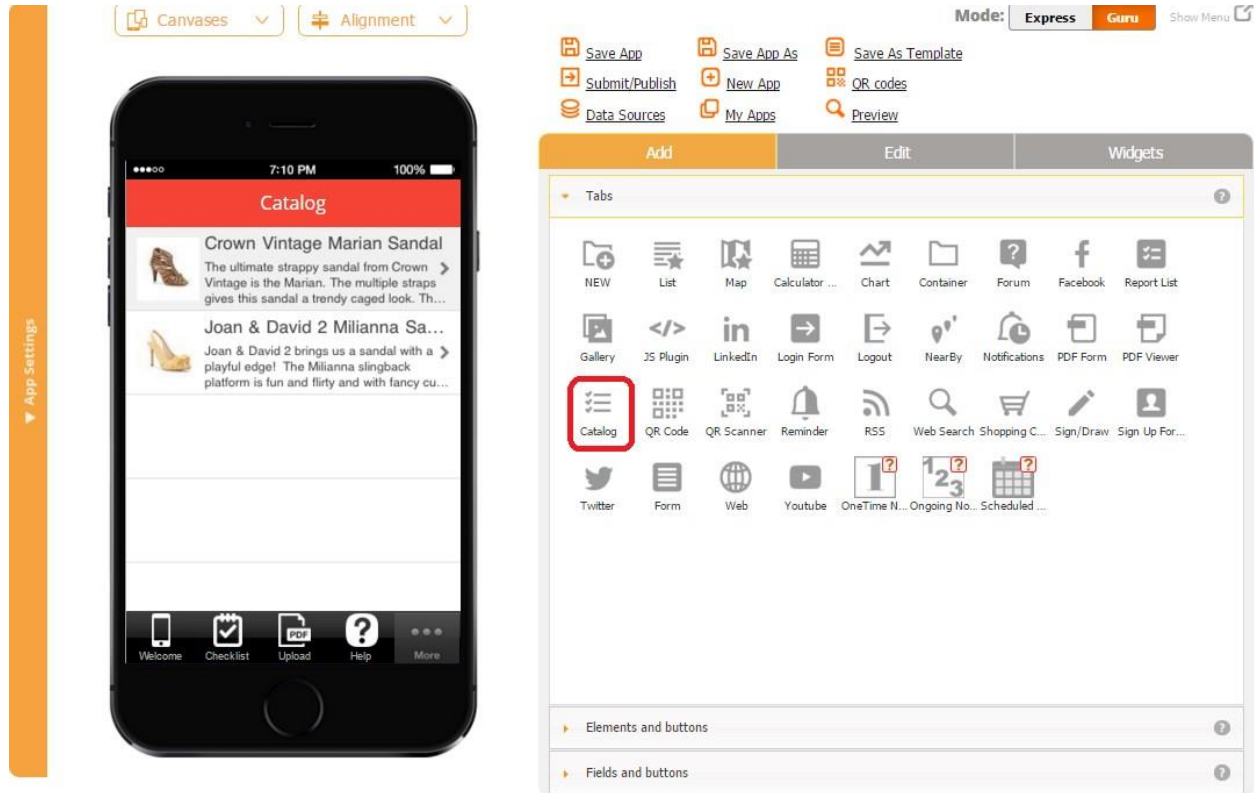 Canvases
Alignment
Mode: Express Guru Show Menu
Save App Save App As Save As Template
Submit/Publish New App QR codes
Data Sources My Apps Preview
Add Edit Widgets
App Settings
7:10 PM 100%
Catalog
Crown Vintage Marian Sandal
The ultimate strappy sandal from Crown
Vintage is the Marian. The multiple straps
gives this sandal a trendy caged look. Th...
Joan & David 2 Milianna Sa...
Joan & David 2 brings us a sandal with a
playful edge! The Milianna slingback
platform is fun and flirty and with fancy cu...
PDF
Welcome Checklist Upload Help More
Tabs
NEW List Map Calculator ... Chart Container Forum Facebook Report List
Gallery JS Plugin LinkedIn Login Form Logout NearBy Notifications PDF Form PDF Viewer
Catalog QR Code QR Scanner Reminder RSS Web Search Shopping C... Sign/Draw Sign Up For...
1 123
Twitter Form Web Youtube OneTime N... Ongoing No... Scheduled ...
Elements and buttons
Fields and buttons